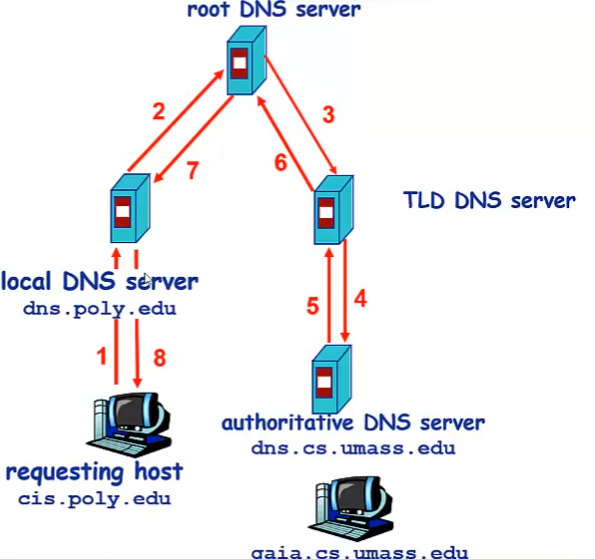 root DNS server
2
3
7
6
TLD DNS server
local DNS server
dns.poly.edu
5
4
1
8
authoritative DNS server
dns.cs.umass.edu
requesting host
cis.poly.edu
gaia.cs.umass.edu